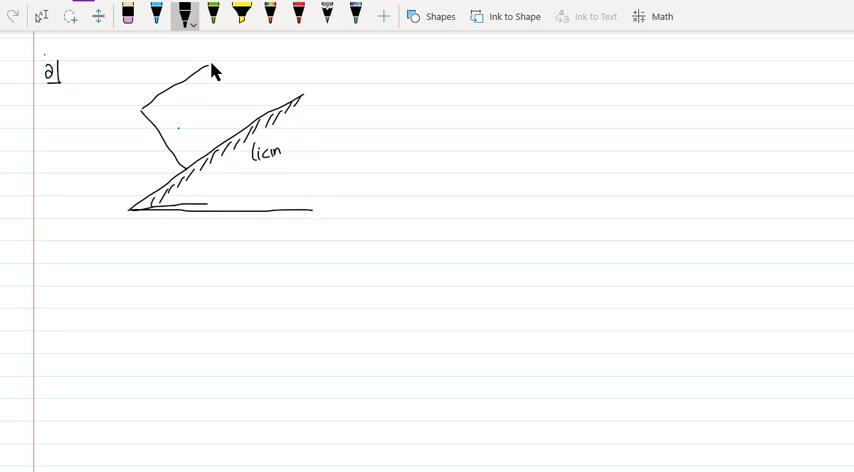 Shapes
Ink to Shape
Ink to Text
Math
a)
licin